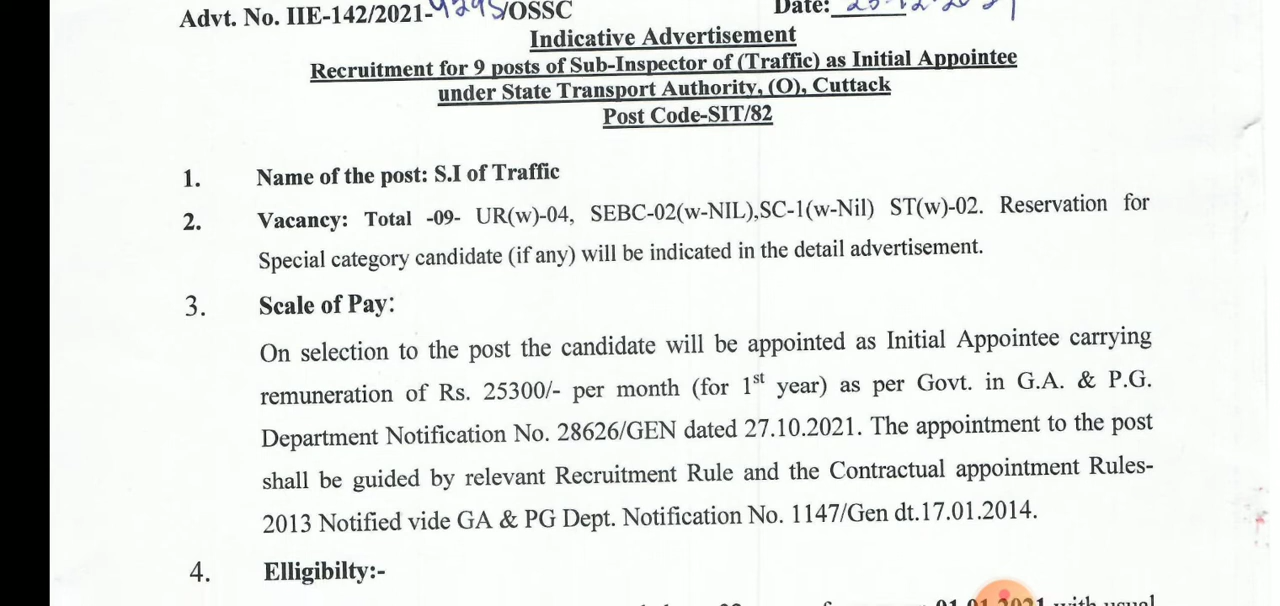 Advt. No. IIE-142/2021-4295/OSSC Date:
Indicative Advertisement
Recruitment for 9 posts of Sub-Inspector of (Traffic) as Initial Appointee
under State Transport Authority, (O), Cuttack
Post Code-SIT/82
1. Name of the post: S.I of Traffic
2. Vacancy: Total -09- UR(w)-04, SEBC-02(w-NIL),SC-1(w-Nil) ST(w)-02. Reservation for
Special category candidate (if any) will be indicated in the detail advertisement.
3. Scale of Pay:
On selection to the post the candidate will be appointed as Initial Appointee carrying
remuneration of Rs. 25300/- per month (for 1st year) as per Govt. in G.A. & P.G.
Department Notification No. 28626/GEN dated 27.10.2021. The appointment to the post
shall be guided by relevant Recruitment Rule and the Contractual appointment Rules-
2013 Notified vide GA & PG Dept. Notification No. 1147/Gen dt.17.01.2014.
4. Elligibilty:-
01.01.2021 with usual